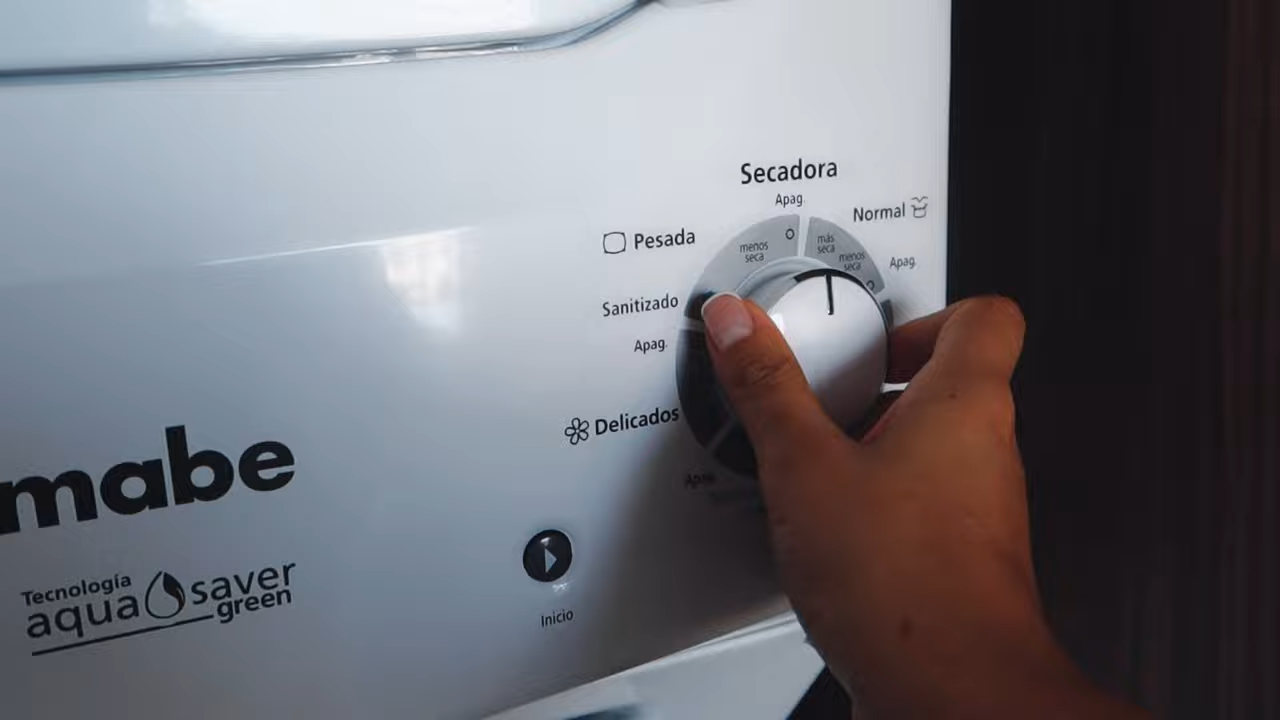 Secadora
Apag.
Normal
Pesada
menos
seca
más
seca
menos
seca
Apag.
Sanitizado
Apag.
Delicados
Apag.
mabe
Tecnología
aqua saver
green
Inicio